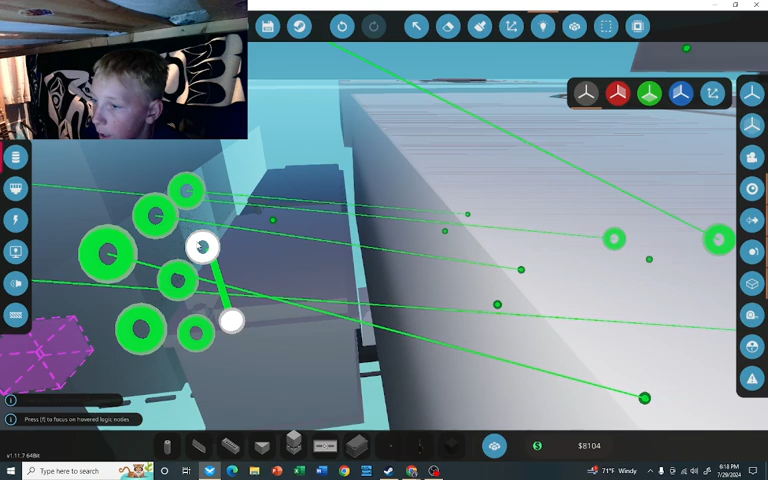 Press [f] to focus on hovered logic nodes
$8104
v1.11.7 64Bit
Type here to search
71°F Windy
6:18 PM
7/29/2024